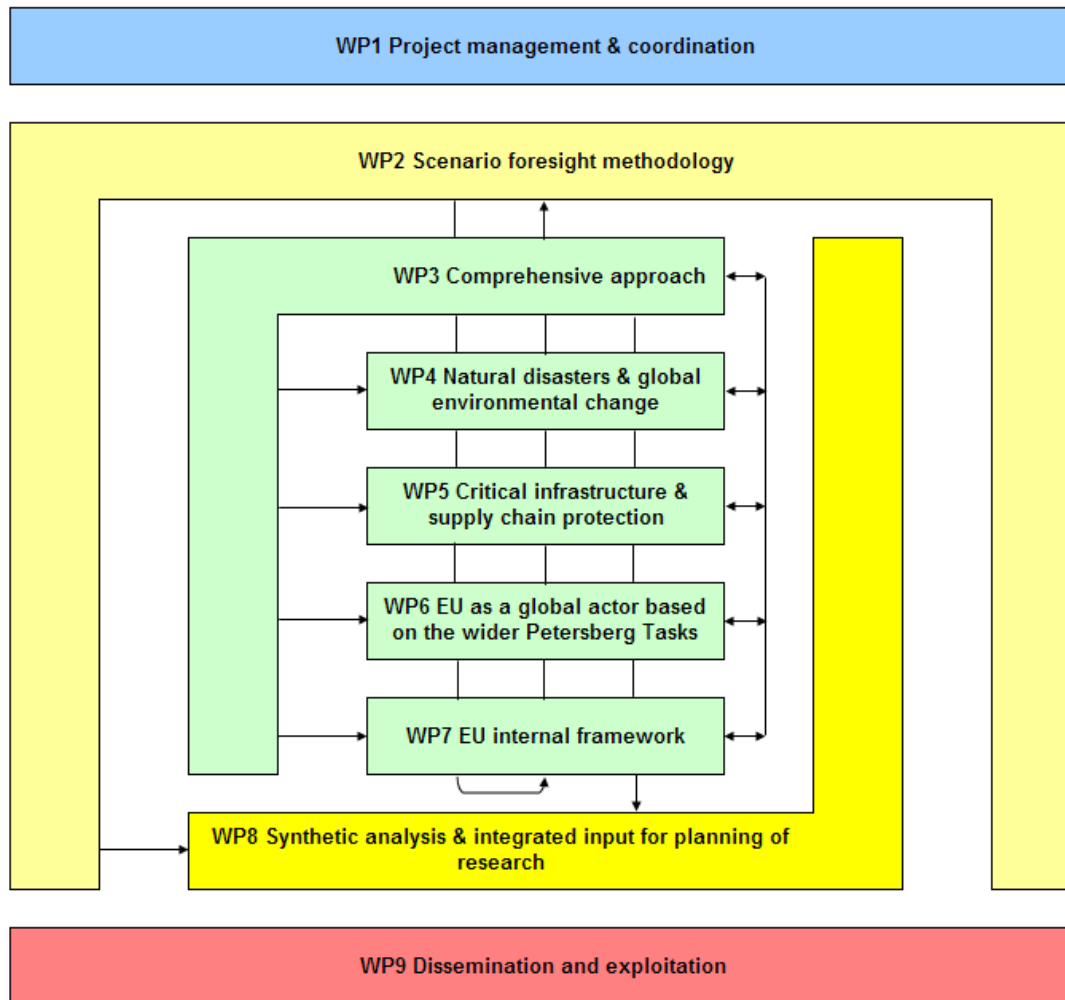 WP1 Project management & coordination
WP2 Scenario foresight methodology
WP3 Comprehensive approach
WP4 Natural disasters & global
environmental change
WP5 Critical infrastructure &
supply chain protection
WP6 EU as a global actor based
on the wider Petersberg Tasks
WP7 EU internal framework
WP8 Synthetic analysis & integrated input for planning of
research
WP9 Dissemination and exploitation